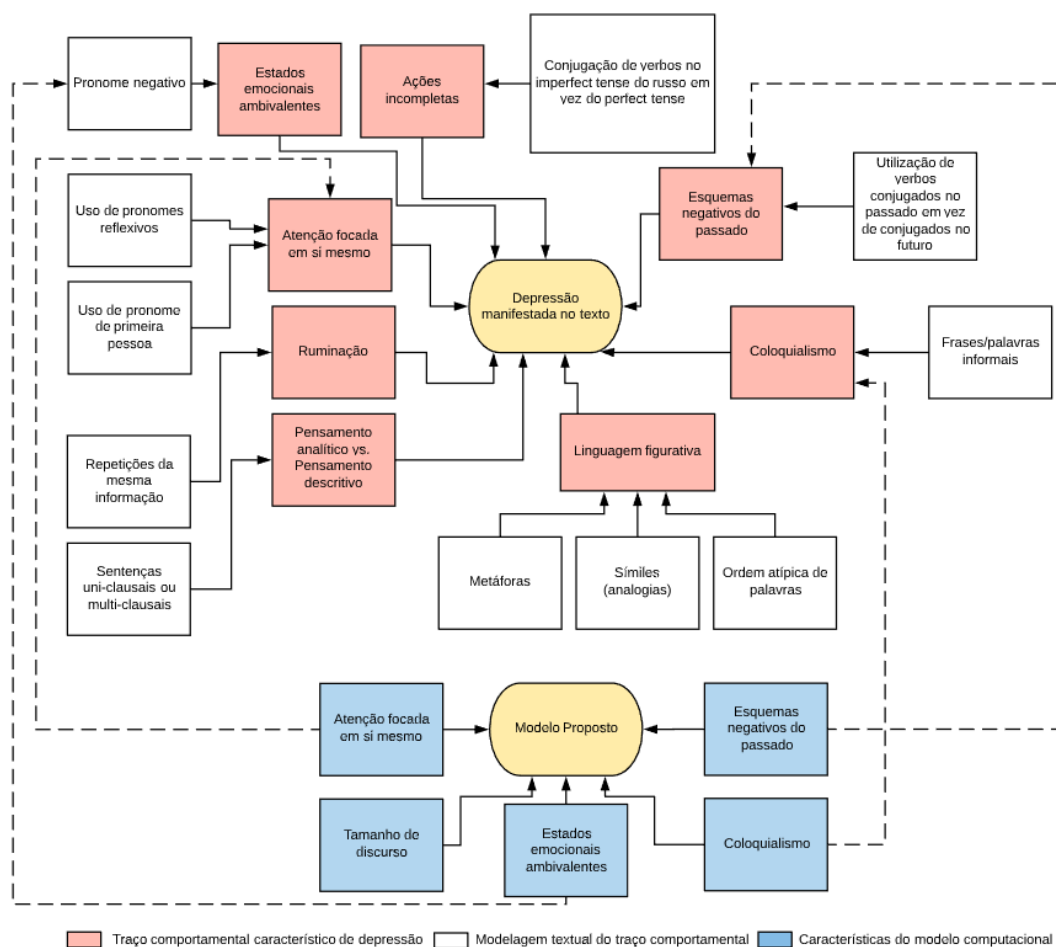 Pronome negativo
Estados
emocionais
ambivalentes
Ações
incompletas
Conjugação de verbos no
imperfect tense do russo em
vez do perfect tense
Uso de pronomes
reflexivos
Atenção focada
em si mesmo
Esquemas
negativos do
passado
Utilização de
verbos
conjugados no
passado em vez
de conjugados no
futuro
Uso de pronome
de primeira
pessoa
Depressão
manifestada no texto
Ruminação
Coloquialismo
Frases/palavras
informais
Repetições da
mesma
informação
Pensamento
analítico vs.
Pensamento
descritivo
Linguagem figurativa
Sentenças
uni-clausais ou
multi-clausais
Metáforas
Símiles
(analogias)
Ordem atípica de
palavras
Atenção focada
em si mesmo
Modelo Proposto
Esquemas
negativos do
passado
Tamanho de
discurso
Estados
emocionais
ambivalentes
Coloquialismo
Traço comportamental característico de depressão
Modelagem textual do traço comportamental
Características do modelo computacional